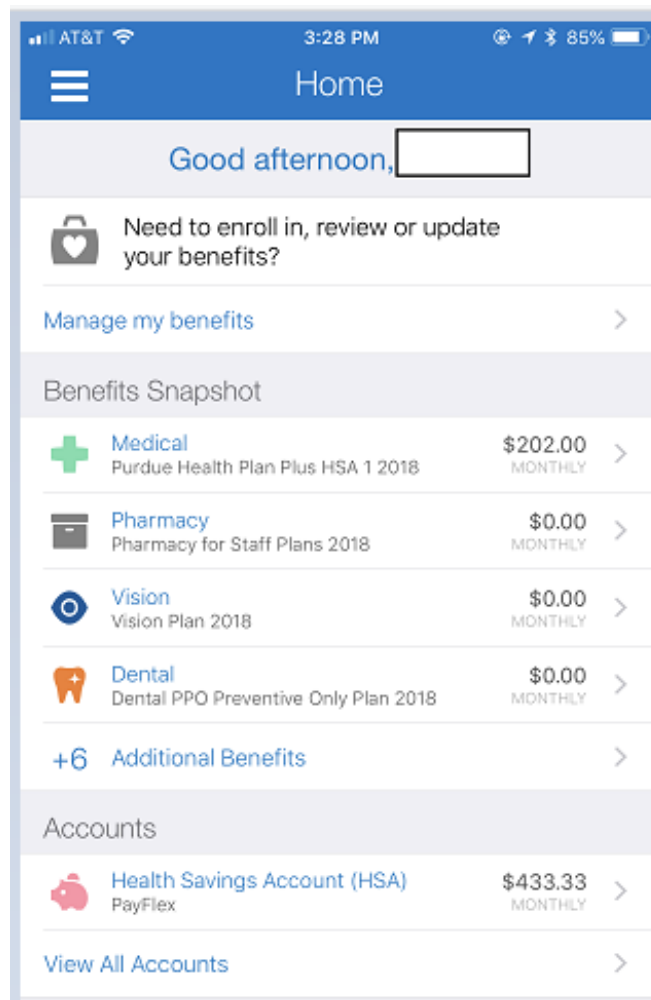 AT&T 3:28 PM 85%
Home
Good afternoon,
Need to enroll in, review or update
your benefits?
Manage my benefits
Benefits Snapshot
Medical $202.00
Purdue Health Plan Plus HSA 1 2018 MONTHLY
Pharmacy $0.00
Pharmacy for Staff Plans 2018 MONTHLY
Vision $0.00
Vision Plan 2018 MONTHLY
Dental $0.00
Dental PPO Preventive Only Plan 2018 MONTHLY
+6 Additional Benefits
Accounts
Health Savings Account (HSA) $433.33
PayFlex MONTHLY
View All Accounts